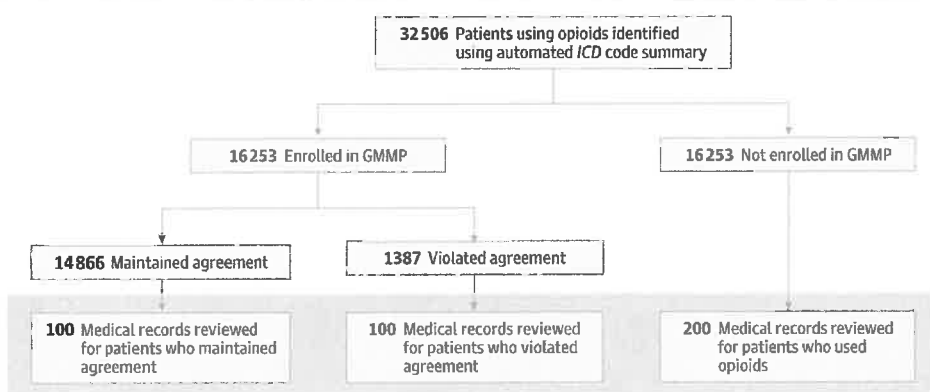 32506 Patients using opioids identified
using automated ICD code summary
16253 Enrolled in GMMP
16253 Not enrolled in GMMP
14866 Maintained agreement
1387 Violated agreement
100 Medical records reviewed
for patients who maintained
agreement
100 Medical records reviewed
for patients who violated
agreement
200 Medical records reviewed
for patients who used
opioids